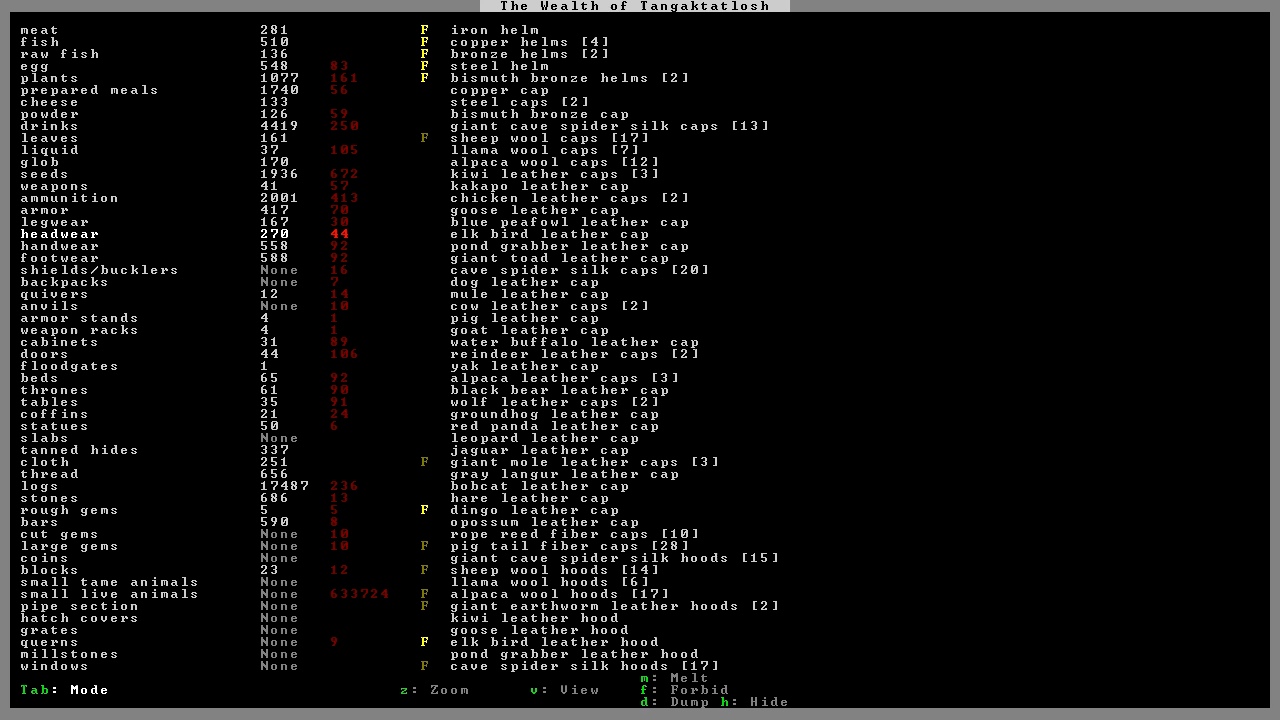 The Wealth of Tangaktatlosh
meat 281 F iron helm
fish 510 F copper helms [4]
raw fish 136 F bronze helms [2]
egg 548 83 F steel helm
plants 1077 161 F bismuth bronze helms [2]
prepared meals 1740 56 copper cap
cheese 133 steel caps [2]
powder 126 59 bismuth bronze cap
drinks 4419 250 giant cave spider silk caps [13]
leaves 161 F sheep wool caps [17]
liquid 37 105 llama wool caps [7]
glob 170 alpaca wool caps [12]
seeds 1936 672 kiwi leather caps [3]
weapons 41 57 kakapo leather cap
ammunition 2001 413 chicken leather caps [2]
armor 417 70 goose leather cap
legwear 167 30 blue peafowl leather cap
headwear 270 44 elk bird leather cap
handwear 558 92 pond grabber leather cap
footwear 588 92 giant toad leather cap
shields/bucklers None 16 cave spider silk caps [20]
backpacks None 7 dog leather cap
quivers 12 14 mule leather cap
anvils None 10 cow leather caps [2]
armor stands 4 1 pig leather cap
weapon racks 4 1 goat leather cap
cabinets 31 89 water buffalo leather cap
doors 44 106 reindeer leather caps [2]
floodgates 1 yak leather cap
beds 65 92 alpaca leather caps [3]
thrones 61 90 black bear leather cap
tables 35 91 wolf leather caps [2]
coffins 21 24 groundhog leather cap
statues 50 6 red panda leather cap
slabs None leopard leather cap
tanned hides 337 jaguar leather cap
cloth 251 F giant mole leather caps [3]
thread 656 gray langur leather cap
logs 17487 236 bobcat leather cap
stones 686 13 hare leather cap
rough gems 5 5 F dingo leather cap
bars 590 8 opossum leather cap
cut gems None 10 rope reed fiber caps [10]
large gems None 10 F pig tail fiber caps [28]
coins None giant cave spider silk hoods [15]
blocks 23 12 F sheep wool hoods [14]
small tame animals None llama wool hoods [6]
small live animals None 633724 F alpaca wool hoods [17]
pipe section None F giant earthworm leather hoods [2]
hatch covers None kiwi leather hood
grates None goose leather hood
querns None 9 F elk bird leather hood
millstones None pond grabber leather hood
windows None F cave spider silk hoods [17]
m: Melt
Tab: Mode z: Zoom v: View f: Forbid
d: Dump h: Hide